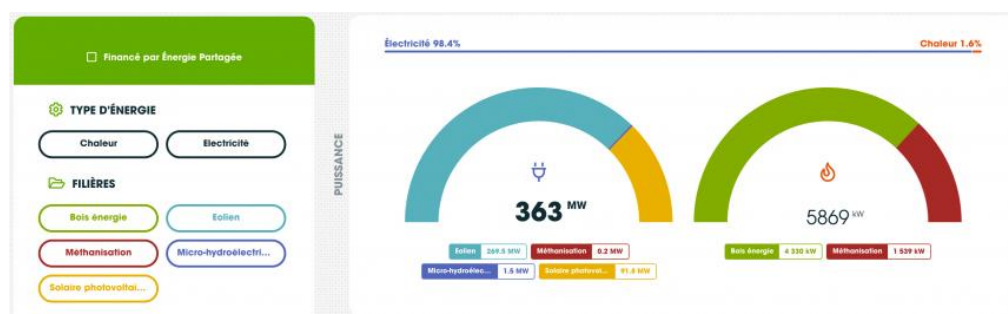 Financé par Énergie Partagée
TYPE D'ÉNERGIE
Chaleur
Electricité
FILIÈRES
Bois énergie
Eolien
Méthanisation
Micro-hydroélectri...
Solaire photovoltai...
PUISSANCE
Électricité 98.4%
Chaleur 1.6%
363 MW
Eolien 269.5 MW
Méthanisation 0.2 MW
Micro-hydroélec... 1.5 MW
Solaire photovoltai... 91.8 MW
5869 kW
Bois énergie 4 330 kW
Méthanisation 1 539 kW